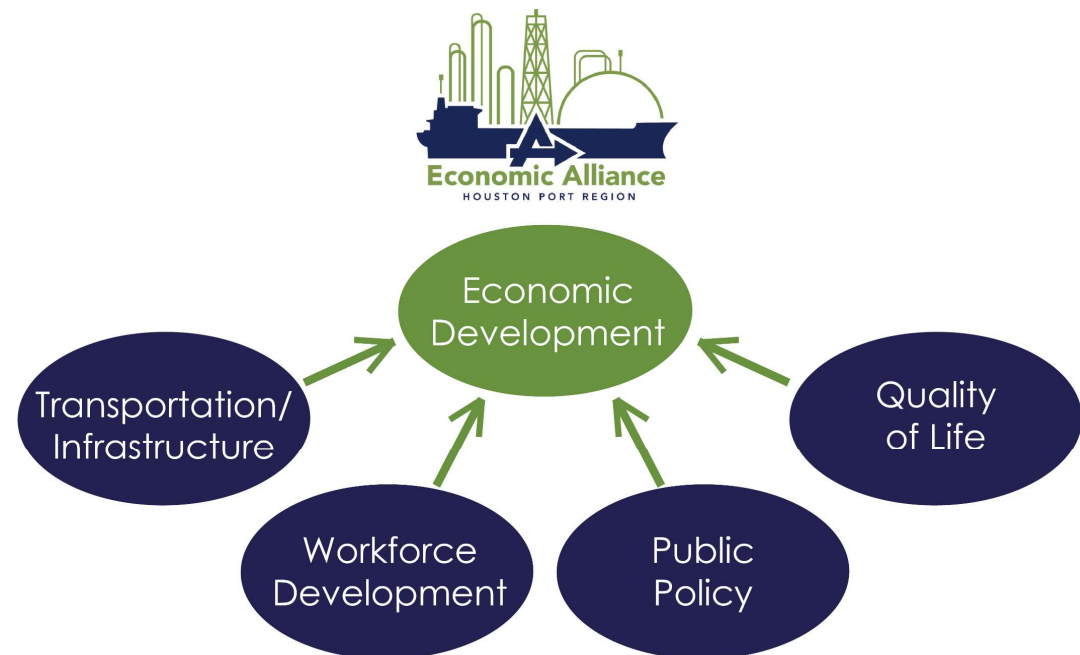 Economic Alliance
HOUSTON PORT REGION
Economic
Development
Transportation/
Infrastructure
Quality
of Life
Workforce
Development
Public
Policy